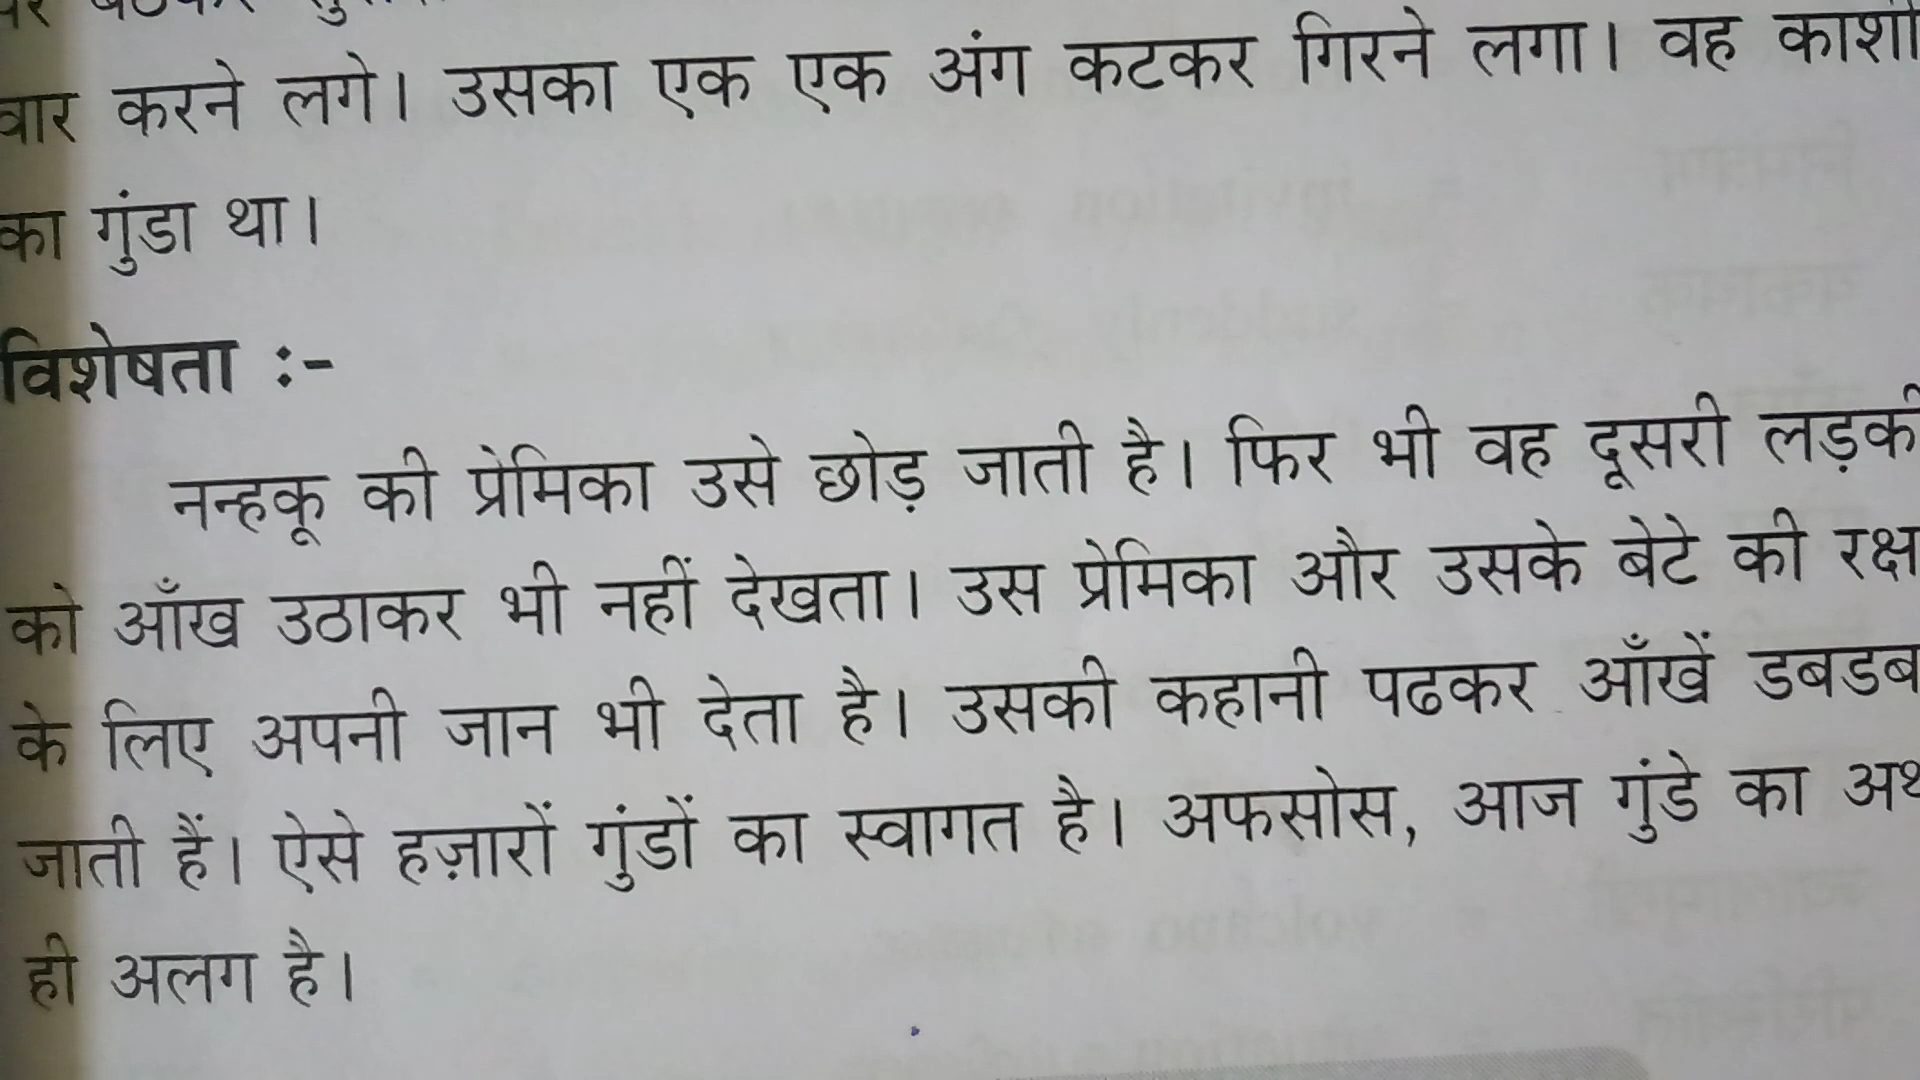 वार करने लगे। उसका एक एक अंग कटकर गिरने लगा। वह काशी
का गुंडा था।
विशेषता :-
नन्हकू की प्रेमिका उसे छोड़ जाती है। फिर भी वह दूसरी लड़की
को आँख उठाकर भी नहीं देखता। उस प्रेमिका और उसके बेटे की रक्षा
के लिए अपनी जान भी देता है। उसकी कहानी पढकर आँखें डबडबा
जाती हैं। ऐसे हज़ारों गुंडों का स्वागत है। अफसोस, आज गुंडे का अर्थ
ही अलग है।